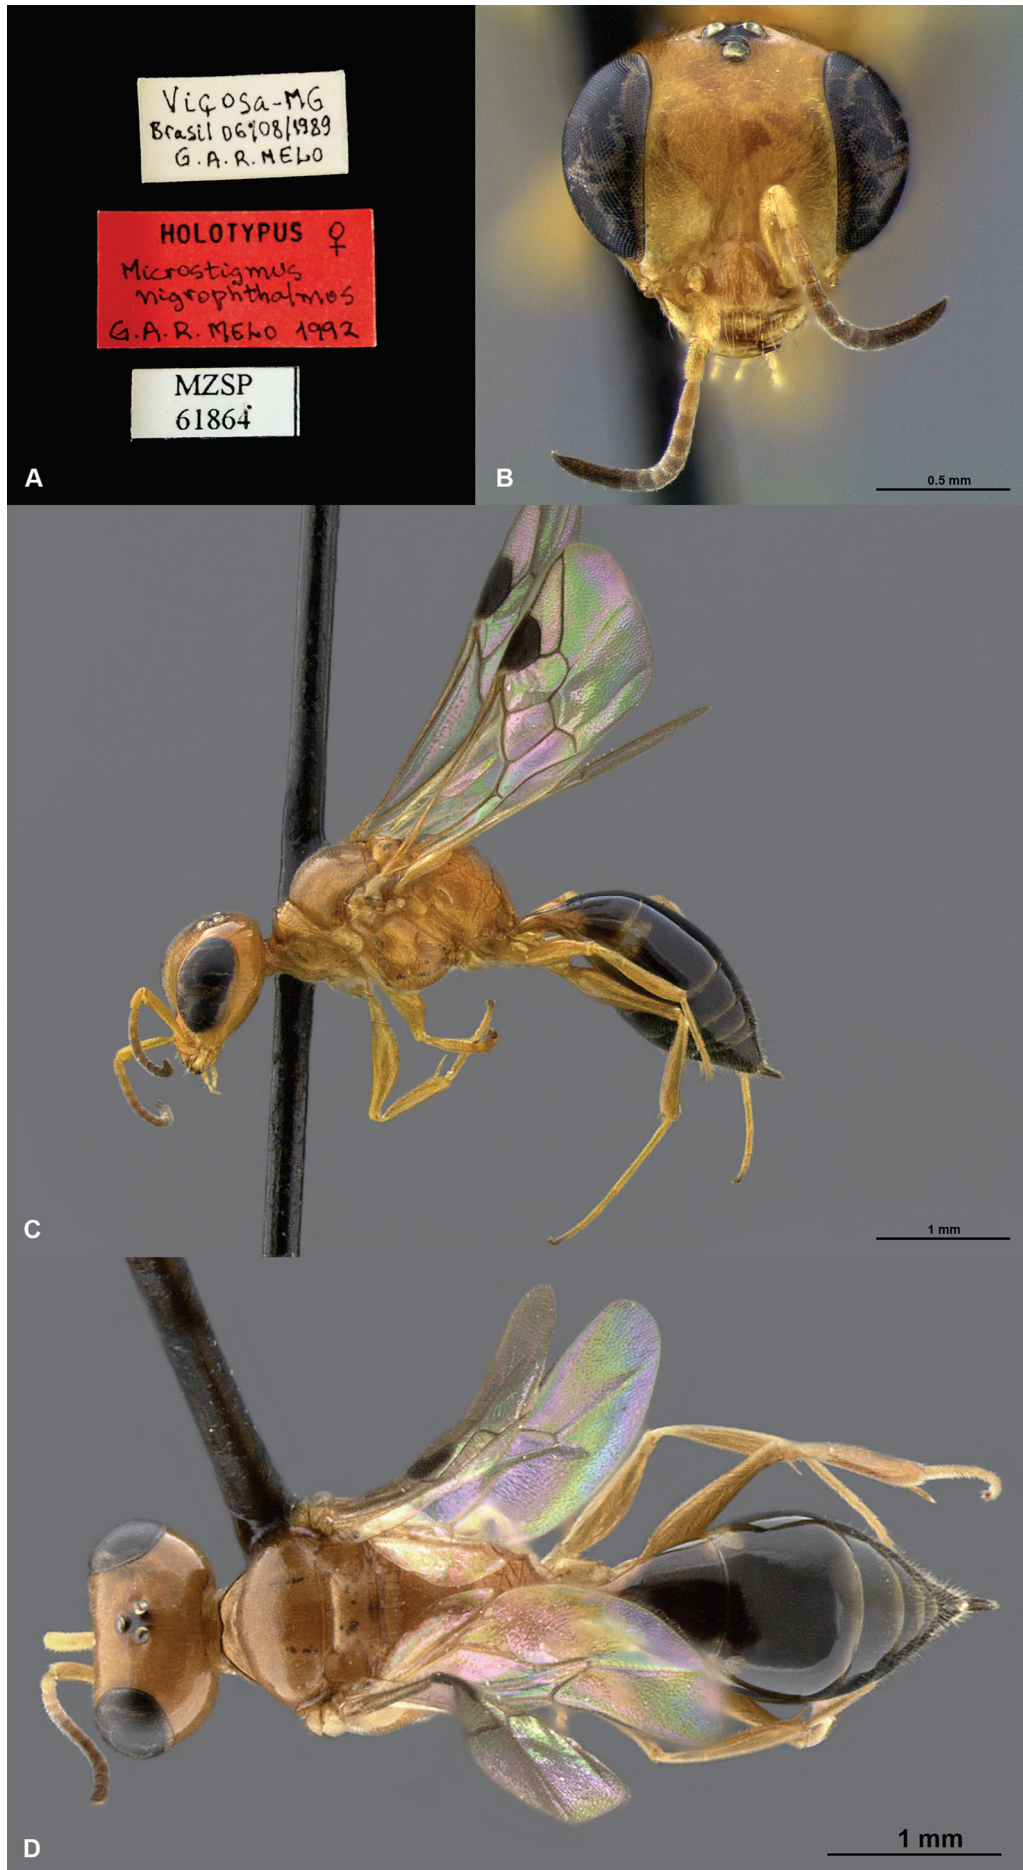 Viçosa-MG
Brasil 06/08/1989
G.A.R. MELO
HOLOTYPUS ♀
Microstigmus
nigrophthalmos
G.A.R. MELO 1992
MZSP
61864
A
B
0.5 mm
C
1 mm
D
1 mm